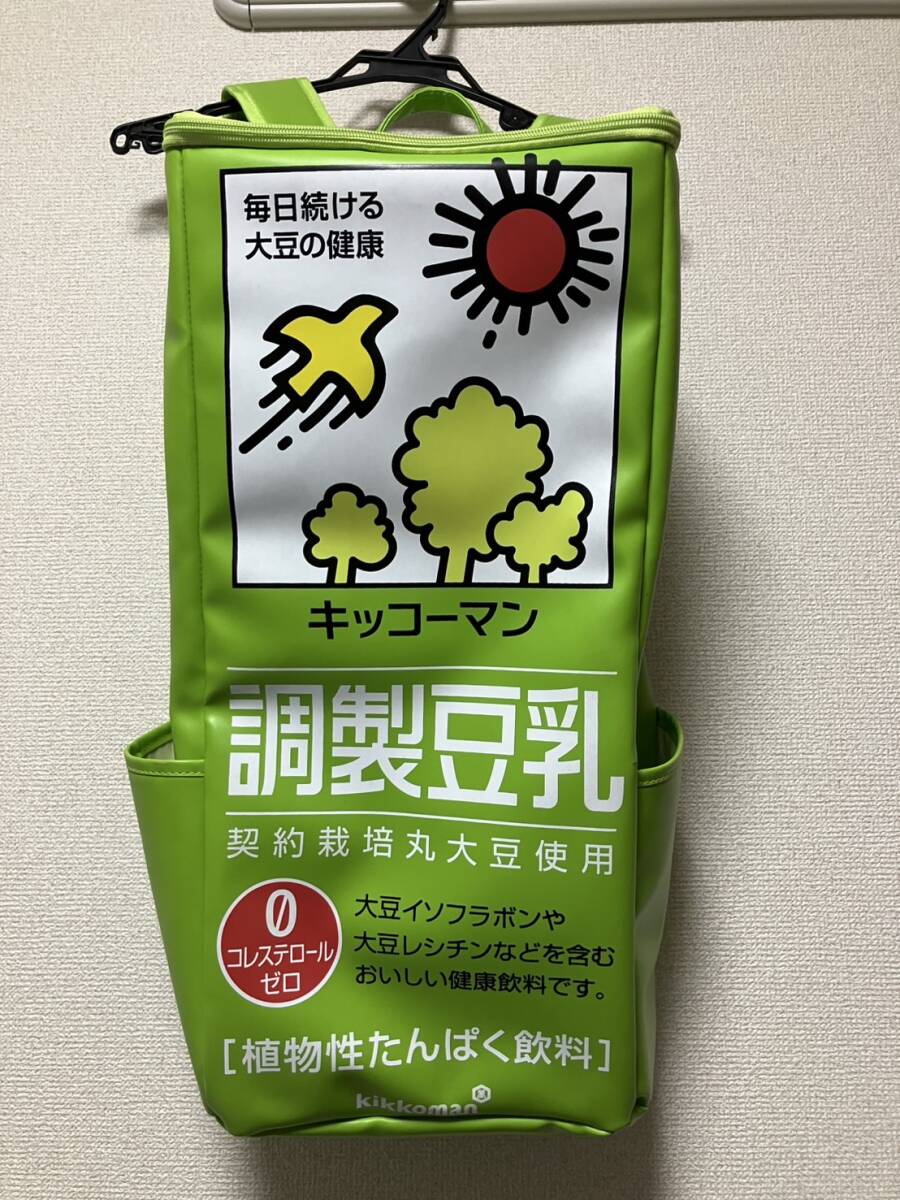 毎日続ける
大豆の健康
キッコーマン
調製豆乳
契約栽培丸大豆使用
0
コレステロール
ゼロ
大豆イソフラボンや
大豆レシチンなどを含む
おいしい健康飲料です。
[植物性たんぱく飲料]
kikkoman